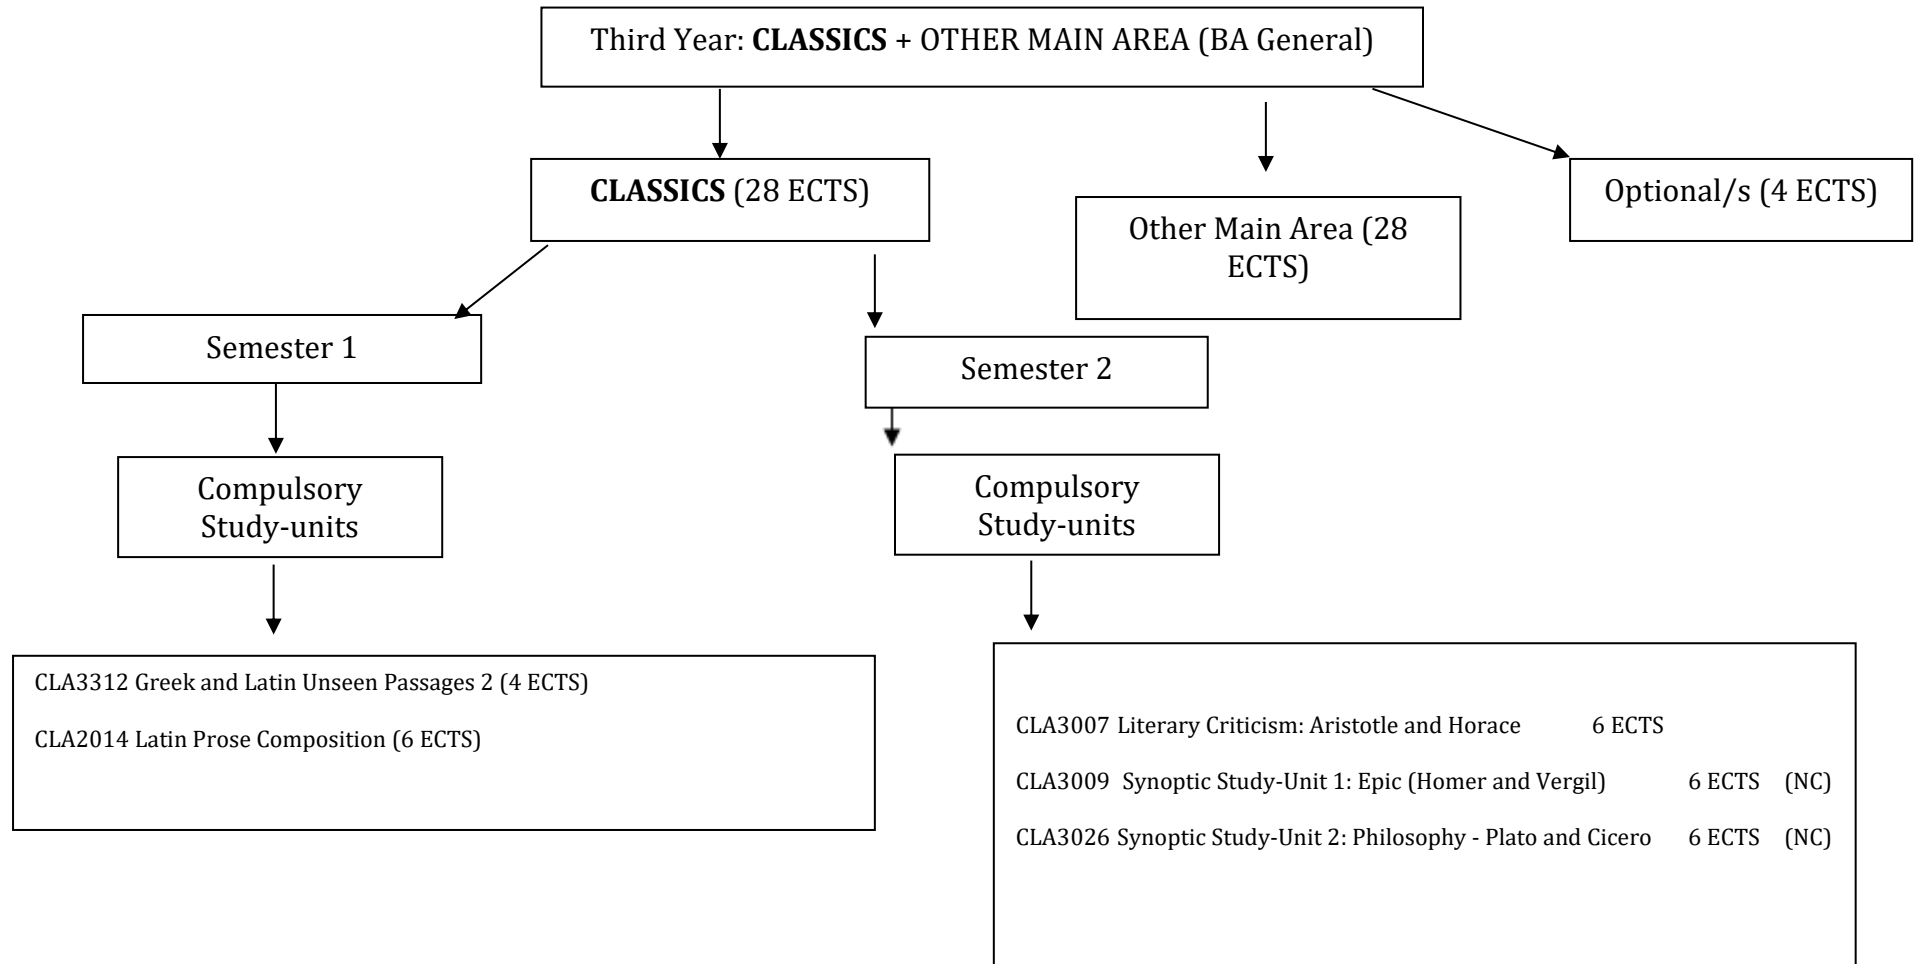 Third Year: CLASSICS + OTHER MAIN AREA (BA General)
CLASSICS (28 ECTS)
Other Main Area (28
ECTS)
Optional/s (4 ECTS)
Semester 1
Semester 2
Compulsory
Study-units
Compulsory
Study-units
CLA3312 Greek and Latin Unseen Passages 2 (4 ECTS)
CLA2014 Latin Prose Composition (6 ECTS)
CLA3007 Literary Criticism: Aristotle and Horace 6 ECTS
CLA3009 Synoptic Study-Unit 1: Epic (Homer and Vergil) 6 ECTS (NC)
CLA3026 Synoptic Study-Unit 2: Philosophy - Plato and Cicero 6 ECTS (NC)